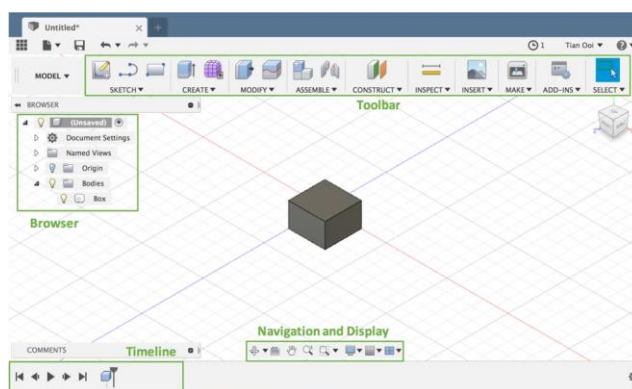 Untitled*
1 Tian Ooi
MODEL
SKETCH CREATE MODIFY ASSEMBLE CONSTRUCT INSPECT INSERT MAKE ADD-INS SELECT
Toolbar
BROWSER
(Unsaved)
Document Settings
Named Views
Origin
Bodies
Box
Browser
Navigation and Display
COMMENTS
Timeline